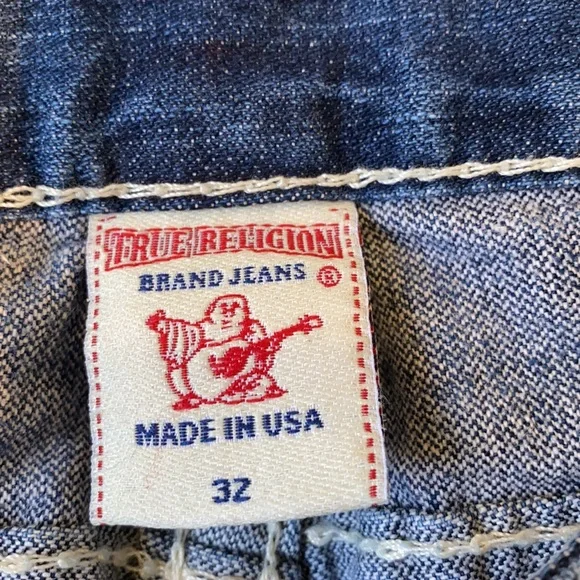 TRUE RELIGION
BRAND JEANS ®
MADE IN USA
32